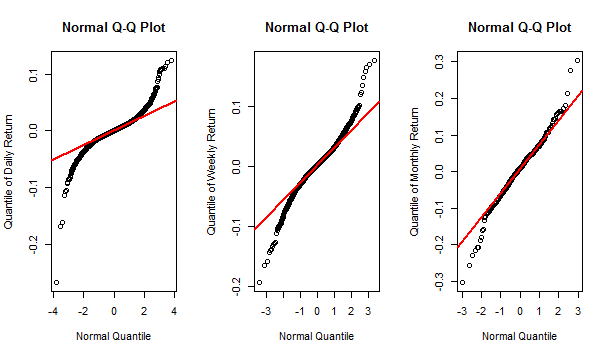 Normal Q-Q Plot
Quantile of Daily Return
0.1
0.0
-0.1
-0.2
-4 -2 0 2 4
Normal Quantile
Normal Q-Q Plot
Quantile of Weekly Return
0.1
0.0
-0.1
-0.2
-3 -2 -1 0 1 2 3
Normal Quantile
Normal Q-Q Plot
Quantile of Monthly Return
0.3
0.2
0.1
0.0
-0.1
-0.2
-0.3
-3 -2 -1 0 1 2 3
Normal Quantile